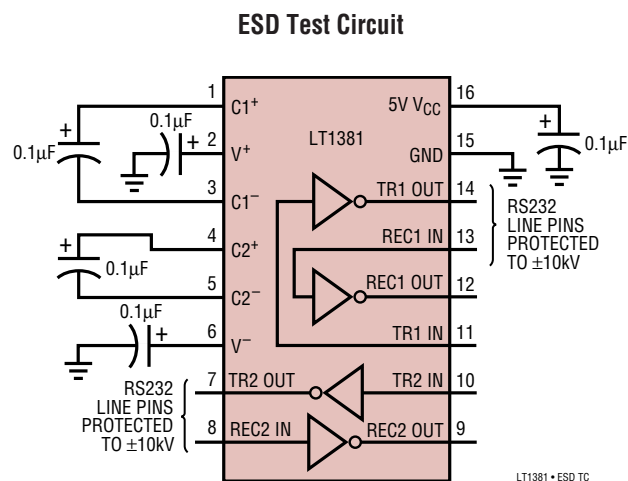 ESD Test Circuit
1
C1+
0.1µF
+
0.1µF
+
2
V+
3
C1−
4
C2+
+
0.1µF
5
C2−
0.1µF
+
6
V−
RS232
LINE PINS
PROTECTED
TO ±10kV
7
TR2 OUT
8
REC2 IN
LT1381
16
5V VCC
+
0.1µF
15
GND
14
TR1 OUT
13
REC1 IN
RS232
LINE PINS
PROTECTED
TO ±10kV
12
REC1 OUT
11
TR1 IN
10
TR2 IN
9
REC2 OUT
LT1381 • ESD TC